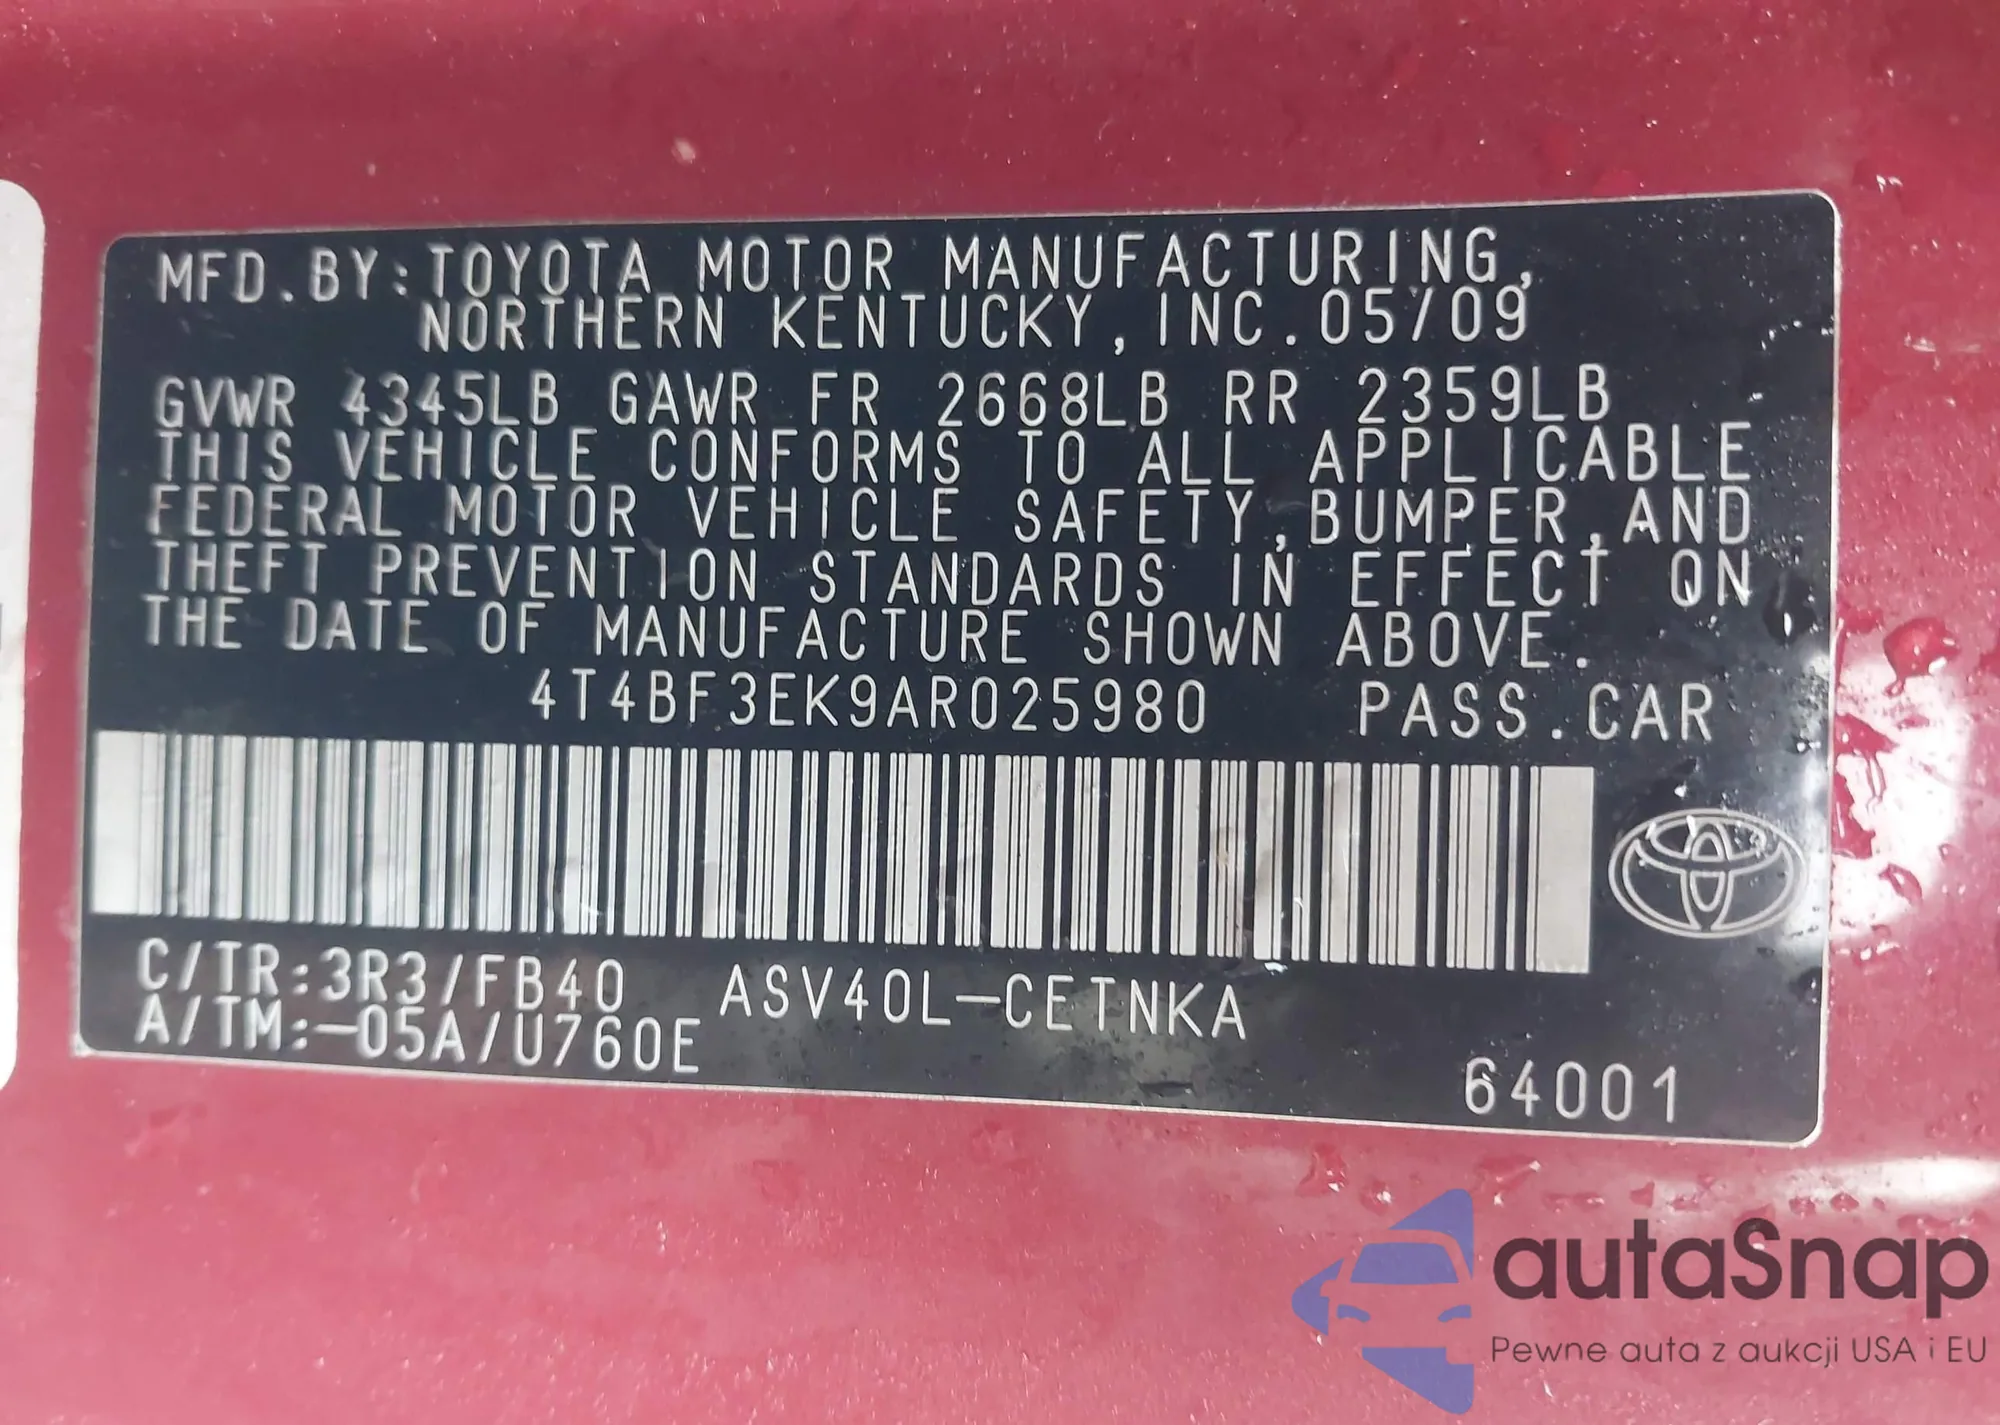 MFD.BY:TOYOTA MOTOR MANUFACTURING,
NORTHERN KENTUCKY,INC.05/09
GVWR 4345LB GAWR FR 2668LB RR 2359LB
THIS VEHICLE CONFORMS TO ALL APPLICABLE
FEDERAL MOTOR VEHICLE SAFETY,BUMPER,AND
THEFT PREVENTION STANDARDS IN EFFECT ON
THE DATE OF MANUFACTURE SHOWN ABOVE.
4T4BF3EK9AR025980 PASS.CAR
C/TR:3R3/FB40 ASV40L-CETNKA
A/TM:-05A/U760E
64001
autaSnap
Pewne auta z aukcji USA i EU